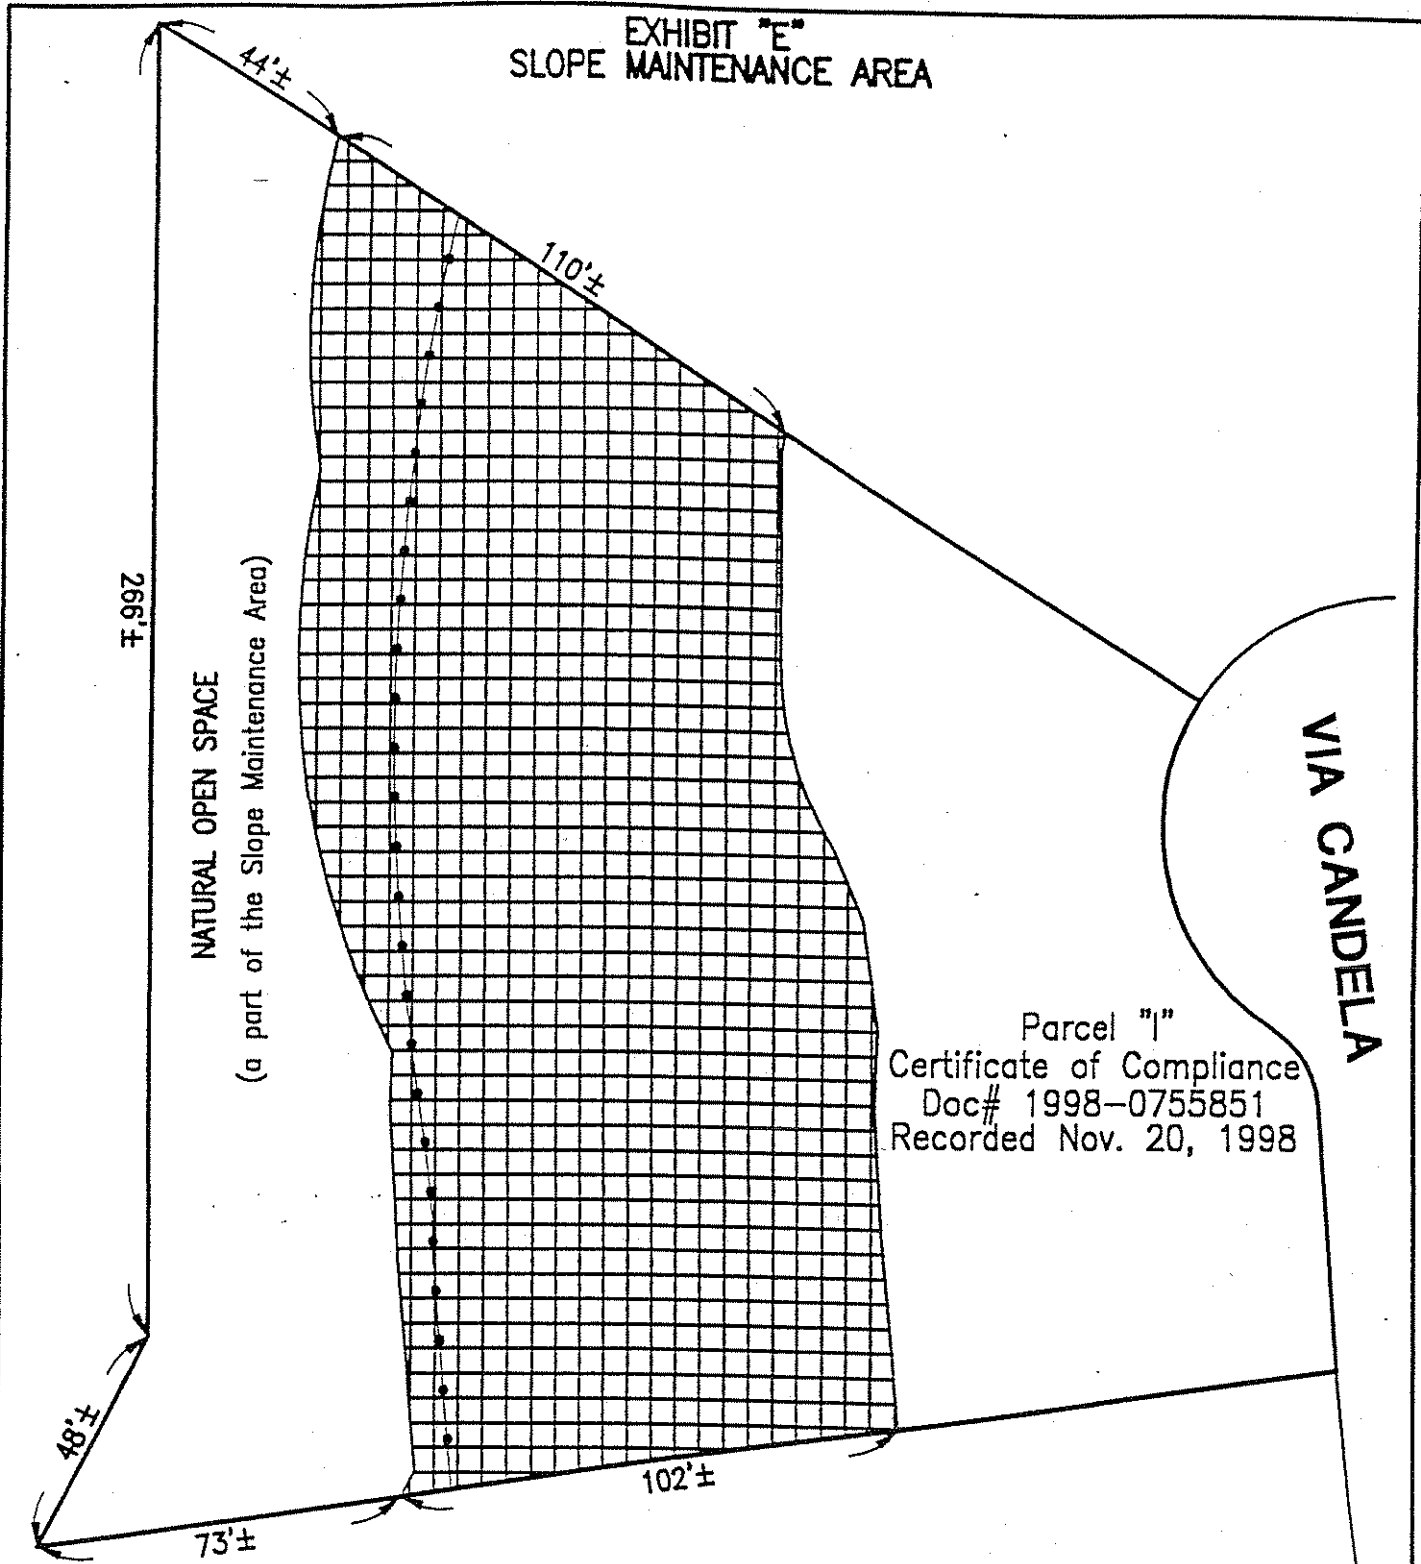 EXHIBIT "E"
SLOPE MAINTENANCE AREA
44'±
110'±
266'±
NATURAL OPEN SPACE
(a part of the Slope Maintenance Area)
VIA CANDELA
Parcel "I"
Certificate of Compliance
Doc# 1998-0755851
Recorded Nov. 20, 1998
48'±
102'±
73'±